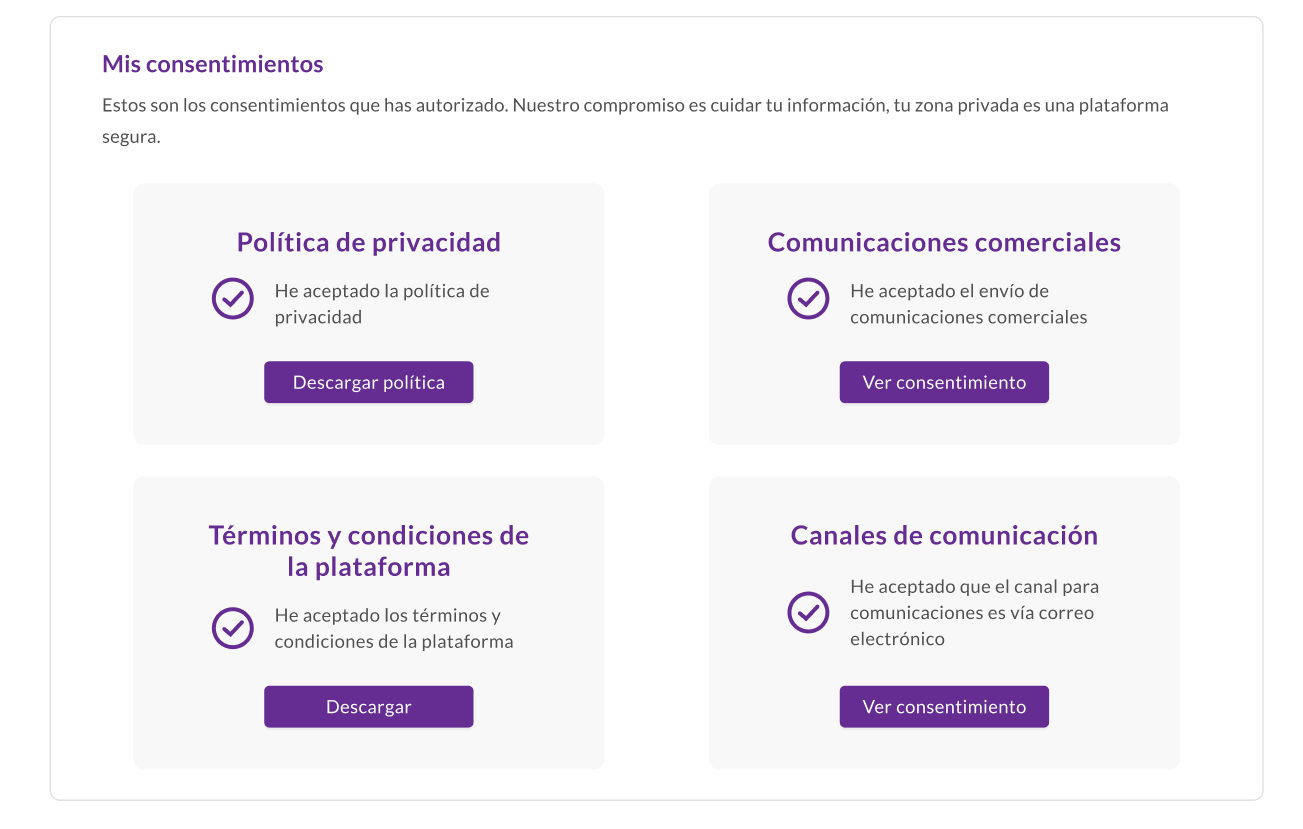 Mis consentimientos
Estos son los consentimientos que has autorizado. Nuestro compromiso es cuidar tu información, tu zona privada es una plataforma
segura.
Política de privacidad
He aceptado la política de
privacidad
Descargar política
Comunicaciones comerciales
He aceptado el envío de
comunicaciones comerciales
Ver consentimiento
Términos y condiciones de
la plataforma
He aceptado los términos y
condiciones de la plataforma
Descargar
Canales de comunicación
He aceptado que el canal para
comunicaciones es vía correo
electrónico
Ver consentimiento